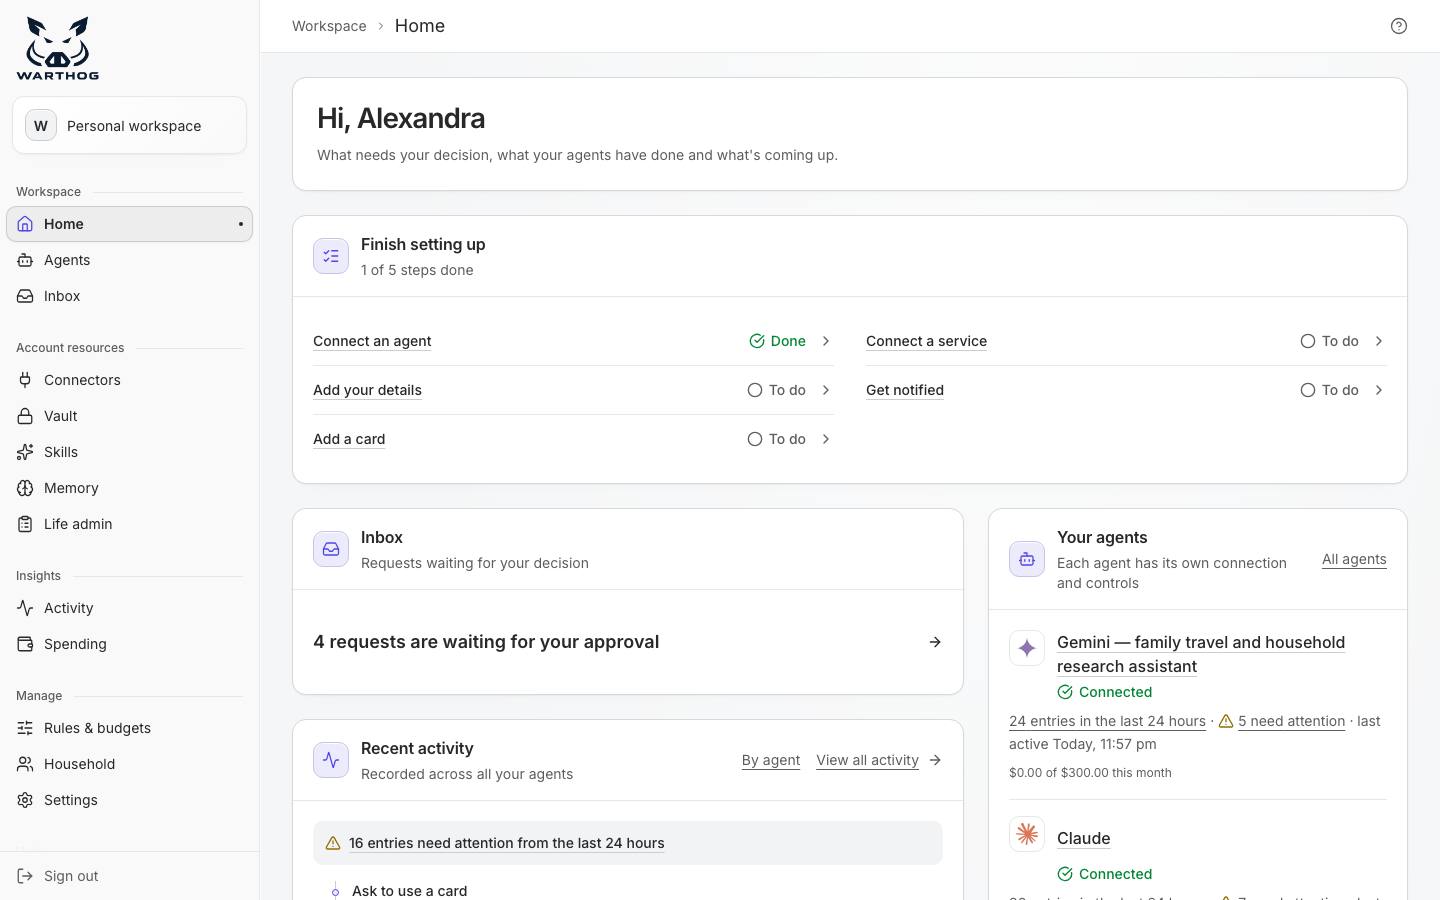 WARTHOG
W Personal workspace
Workspace
Home
Agents
Inbox
Account resources
Connectors
Vault
Skills
Memory
Life admin
Insights
Activity
Spending
Manage
Rules & budgets
Household
Settings
Sign out
Workspace > Home
Hi, Alexandra
What needs your decision, what your agents have done and what's coming up.
Finish setting up
1 of 5 steps done
Connect an agent Done
Connect a service To do
Add your details To do
Get notified To do
Add a card To do
Inbox
Requests waiting for your decision
4 requests are waiting for your approval
Recent activity
Recorded across all your agents
By agent View all activity
16 entries need attention from the last 24 hours
Ask to use a card
Your agents
Each agent has its own connection
and controls
All agents
Gemini — family travel and household
research assistant
Connected
24 entries in the last 24 hours · 5 need attention · last
active Today, 11:57 pm
$0.00 of $300.00 this month
Claude
Connected